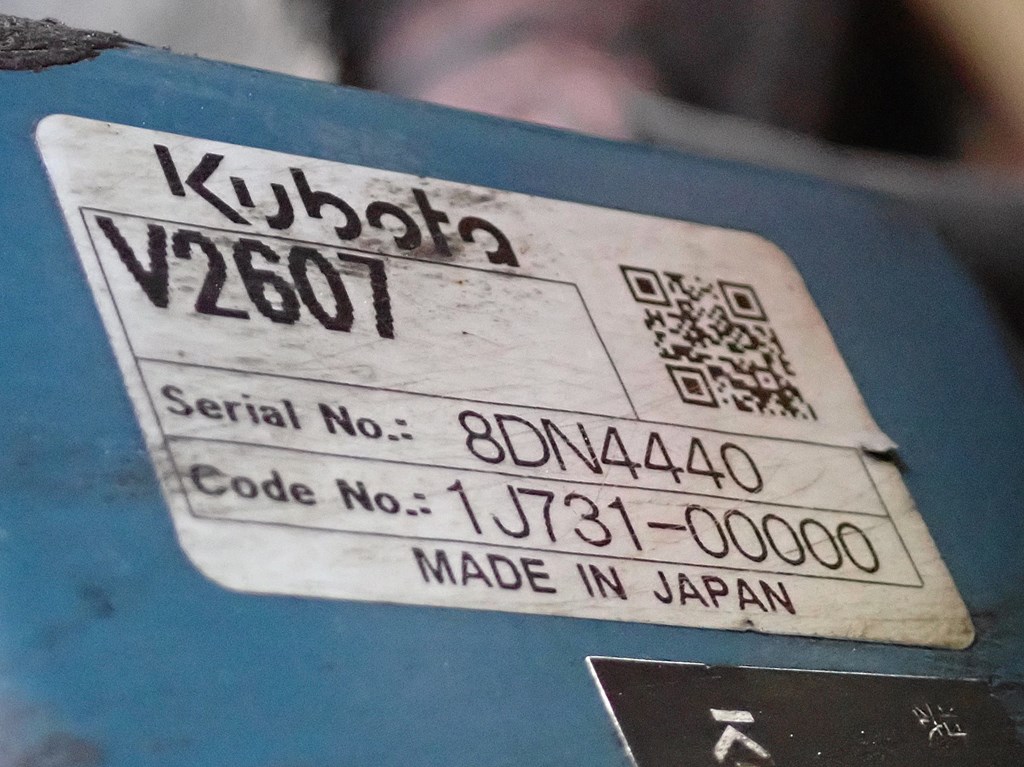 Kubota
V2607
Serial No.: 8DN4440
Code No.: 1J731-00000
MADE IN JAPAN
K